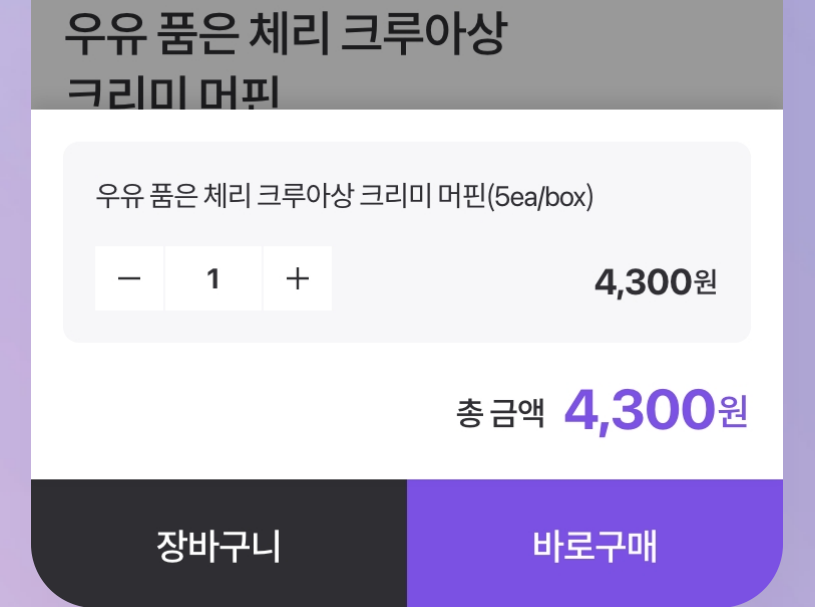 우유 품은 체리 크루아상
크리미 머핀
우유 품은 체리 크루아상 크리미 머핀(5ea/box)
− 1 + 4,300원
총 금액 4,300원
장바구니 바로구매